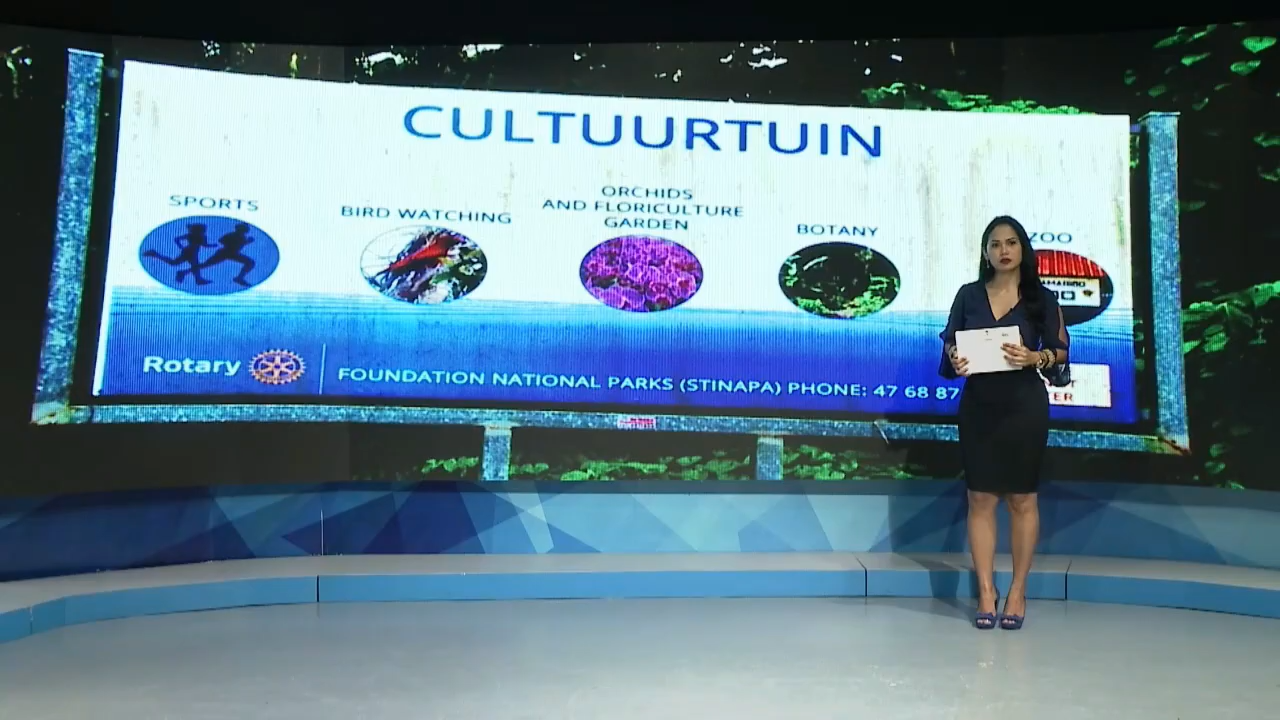 CULTUURTUIN
SPORTS
BIRD WATCHING
ORCHIDS
AND FLORICULTURE
GARDEN
BOTANY
ZOO
Rotary
FOUNDATION NATIONAL PARKS (STINAPA) PHONE: 47 68 87